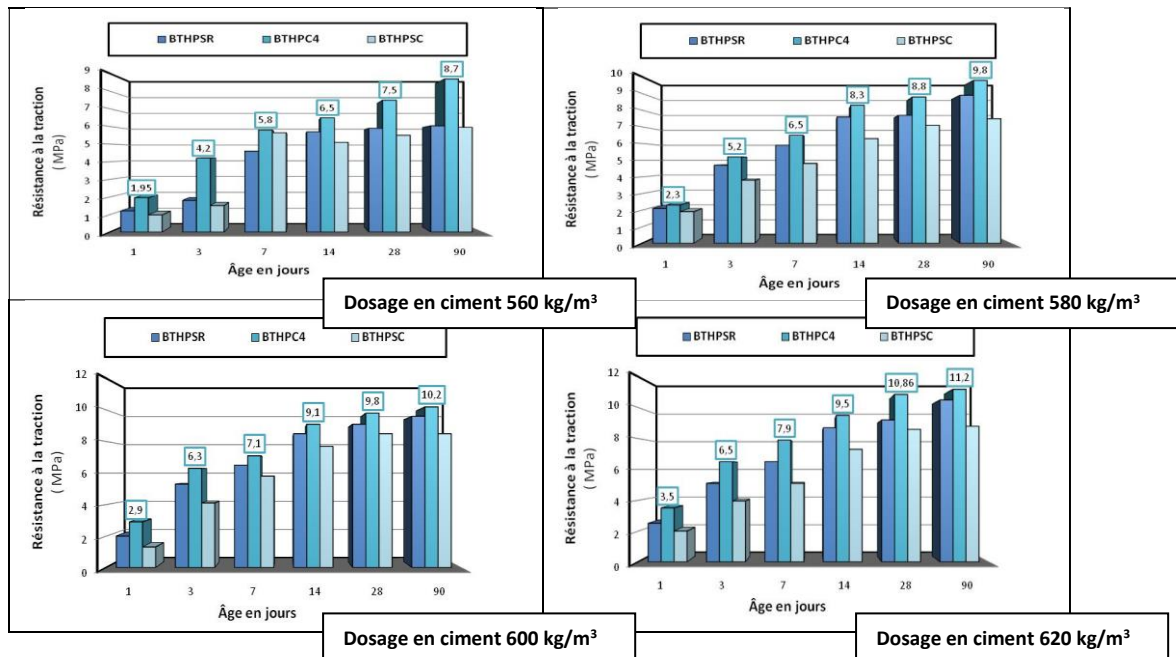 BTHPSR BTHPC4 BTHPSC
Résistance à la traction
( MPa)
9
8
7
6
5
4
3
2
1
0
1,95
4,2
5,8
6,5
7,5
8,7
1 3 7 14 28 90
Âge en jours
Dosage en ciment 560 kg/m³
BTHPSR BTHPC4 BTHPSC
Résistance à la traction
( MPa)
10
9
8
7
6
5
4
3
2
1
0
2,3
5,2
6,5
8,3
8,8
9,8
1 3 7 14 28 90
Âge en jours
Dosage en ciment 580 kg/m³
BTHPSR BTHPC4 BTHPSC
Résistance à la traction
( MPa)
12
10
8
6
4
2
0
2,9
6,3
7,1
9,1
9,8
10,2
1 3 7 14 28 90
Âge en jours
Dosage en ciment 600 kg/m³
BTHPSR BTHPC4 BTHPSC
Résistance à la traction
( MPa)
12
10
8
6
4
2
0
3,5
6,5
7,9
9,5
10,86
11,2
1 3 7 14 28 90
Âge en jours
Dosage en ciment 620 kg/m³